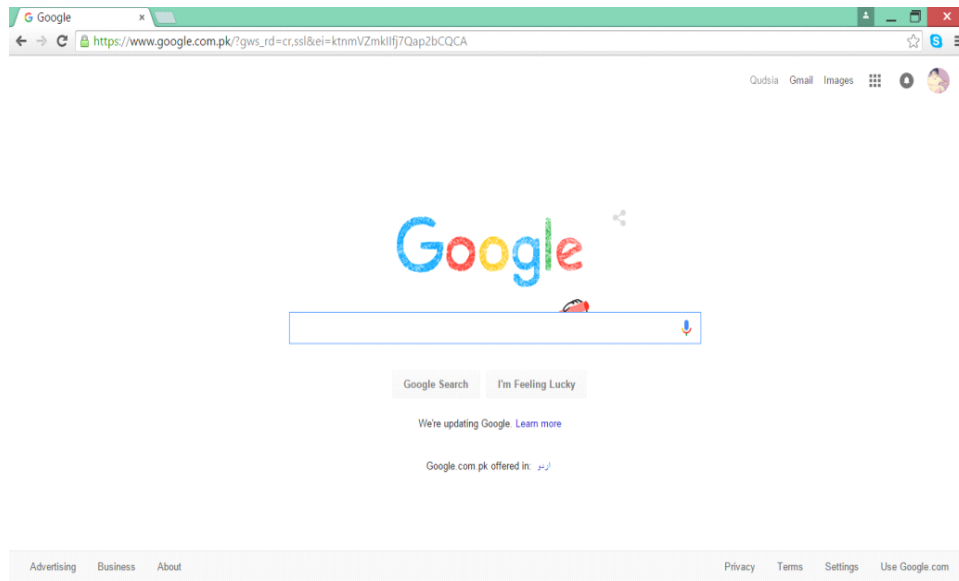 Google
https://www.google.com.pk/?gws_rd=cr,ssl&ei=ktnmVZmkIIfj7Qap2bCQCA
Qudsia Gmail Images
Google
Google Search I'm Feeling Lucky
We're updating Google. Learn more
Google.com.pk offered in: اردو
Advertising Business About Privacy Terms Settings Use Google.com